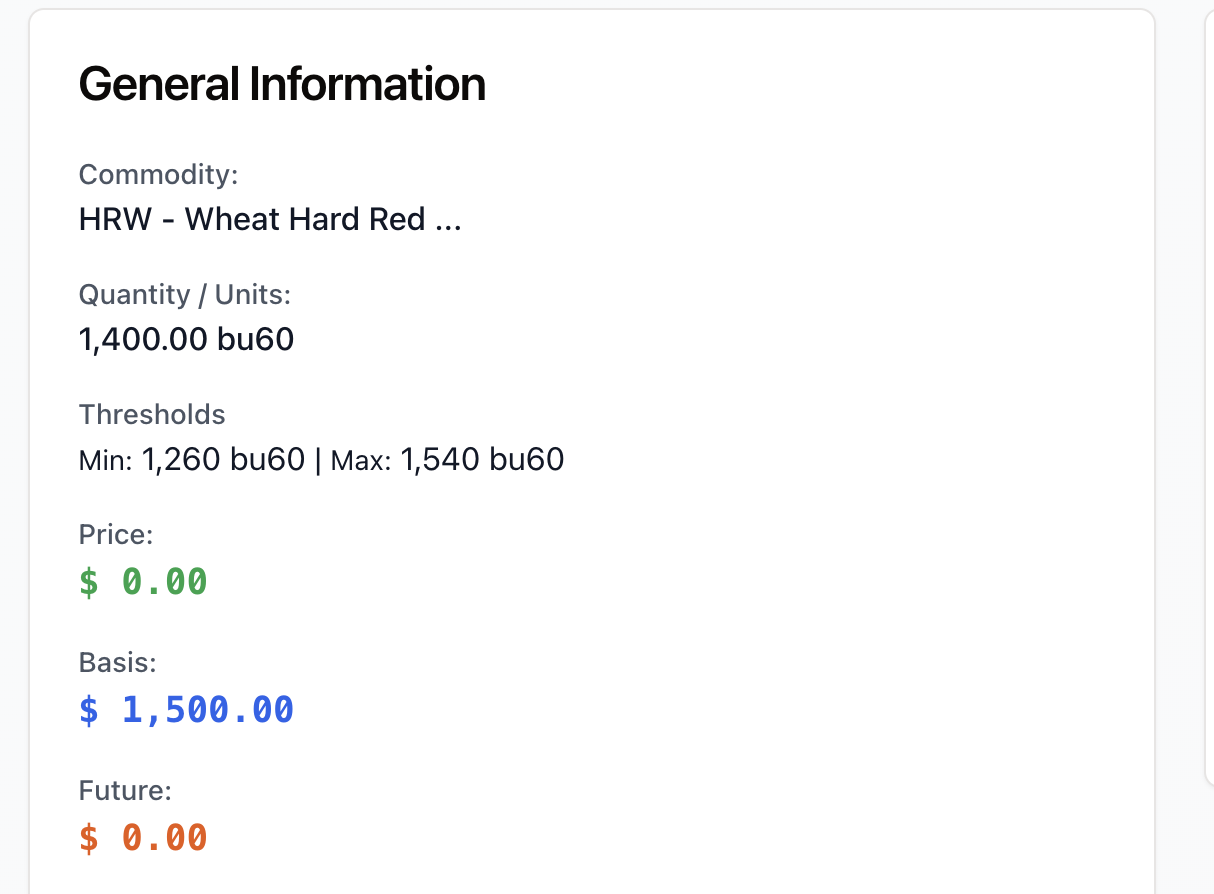 General Information
Commodity:
HRW - Wheat Hard Red ...
Quantity / Units:
1,400.00 bu60
Thresholds
Min: 1,260 bu60 | Max: 1,540 bu60
Price:
$ 0.00
Basis:
$ 1,500.00
Future:
$ 0.00